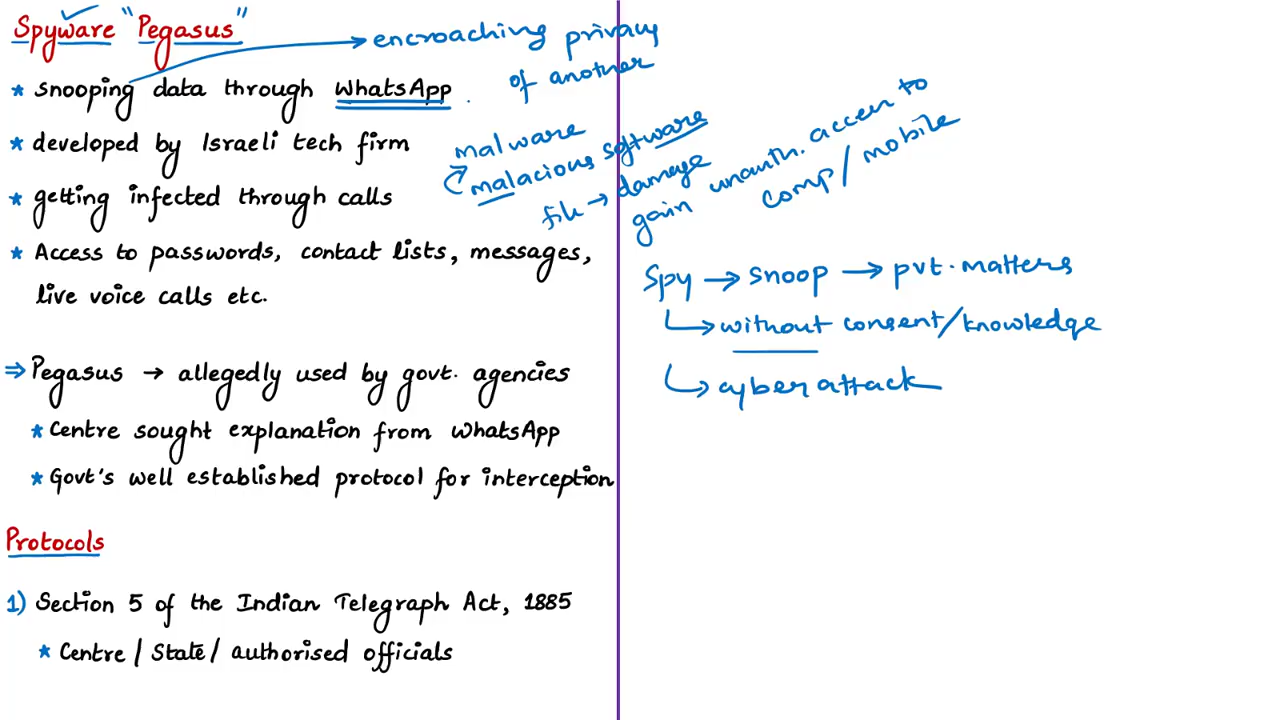 Spyware "Pegasus"
→ encroaching privacy
of another
* snooping data through WhatsApp.
* developed by Israeli tech firm
* getting infected through calls
* Access to passwords, contact lists, messages,
live voice calls etc.
⇒ Pegasus → allegedly used by govt. agencies
* Centre sought explanation from WhatsApp
* Govt's well established protocol for interception
Protocols
1) Section 5 of the Indian Telegraph Act, 1885
* Centre / State / authorised officials
malware
malacious software
file → damage
gain unauth. access to
comp/mobile
Spy → snoop → pvt. matters
↳ without consent/knowledge
↳ cyber attack